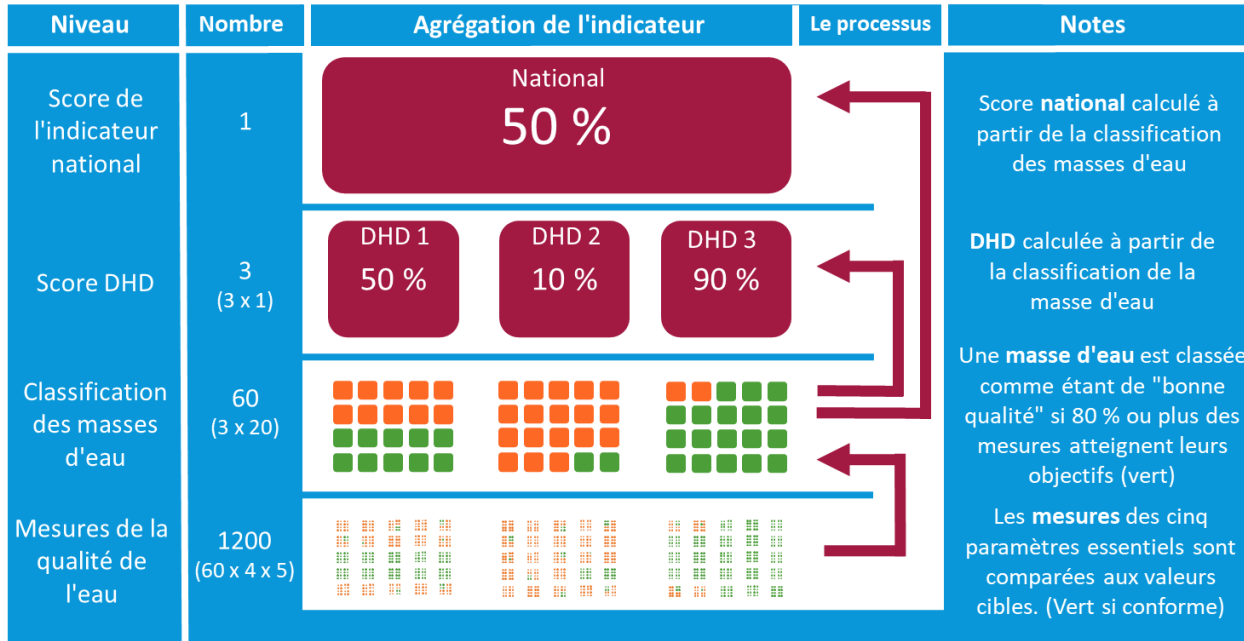 Niveau
Nombre
Agrégation de l'indicateur
Le processus
Notes
Score de
l'indicateur
national
1
National
50 %
Score national calculé à
partir de la classification
des masses d'eau
Score DHD
3
(3 x 1)
DHD 1
50 %
DHD 2
10 %
DHD 3
90 %
DHD calculée à partir de
la classification de la
masse d'eau
Classification
des masses
d'eau
60
(3 x 20)
Une masse d'eau est classée
comme étant de "bonne
qualité" si 80 % ou plus des
mesures atteignent leurs
objectifs (vert)
Mesures de la
qualité de
l'eau
1200
(60 x 4 x 5)
Les mesures des cinq
paramètres essentiels sont
comparées aux valeurs
cibles. (Vert si conforme)